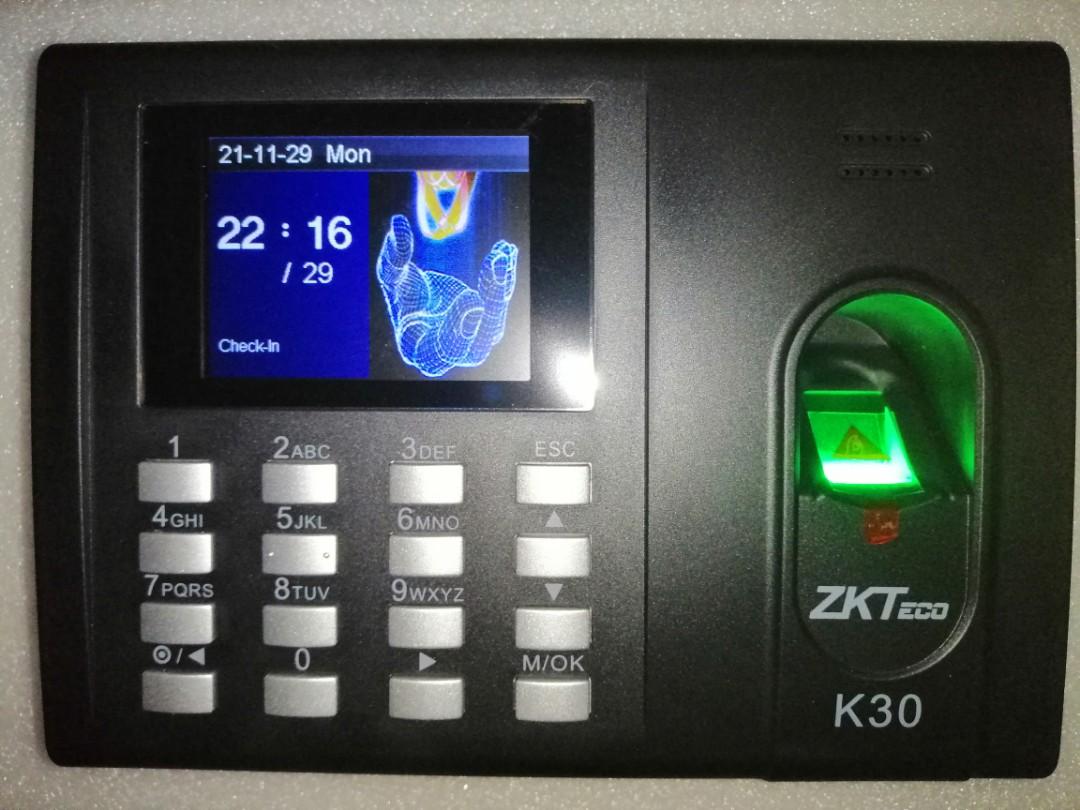 21-11-29 Mon
22 : 16
/ 29
Check-In
1 2ABC 3DEF ESC
4GHI 5JKL 6MNO ▲
7PQRS 8TUV 9WXYZ ▼
◎/◀ 0 ▶ M/OK
ZKTECO
K30